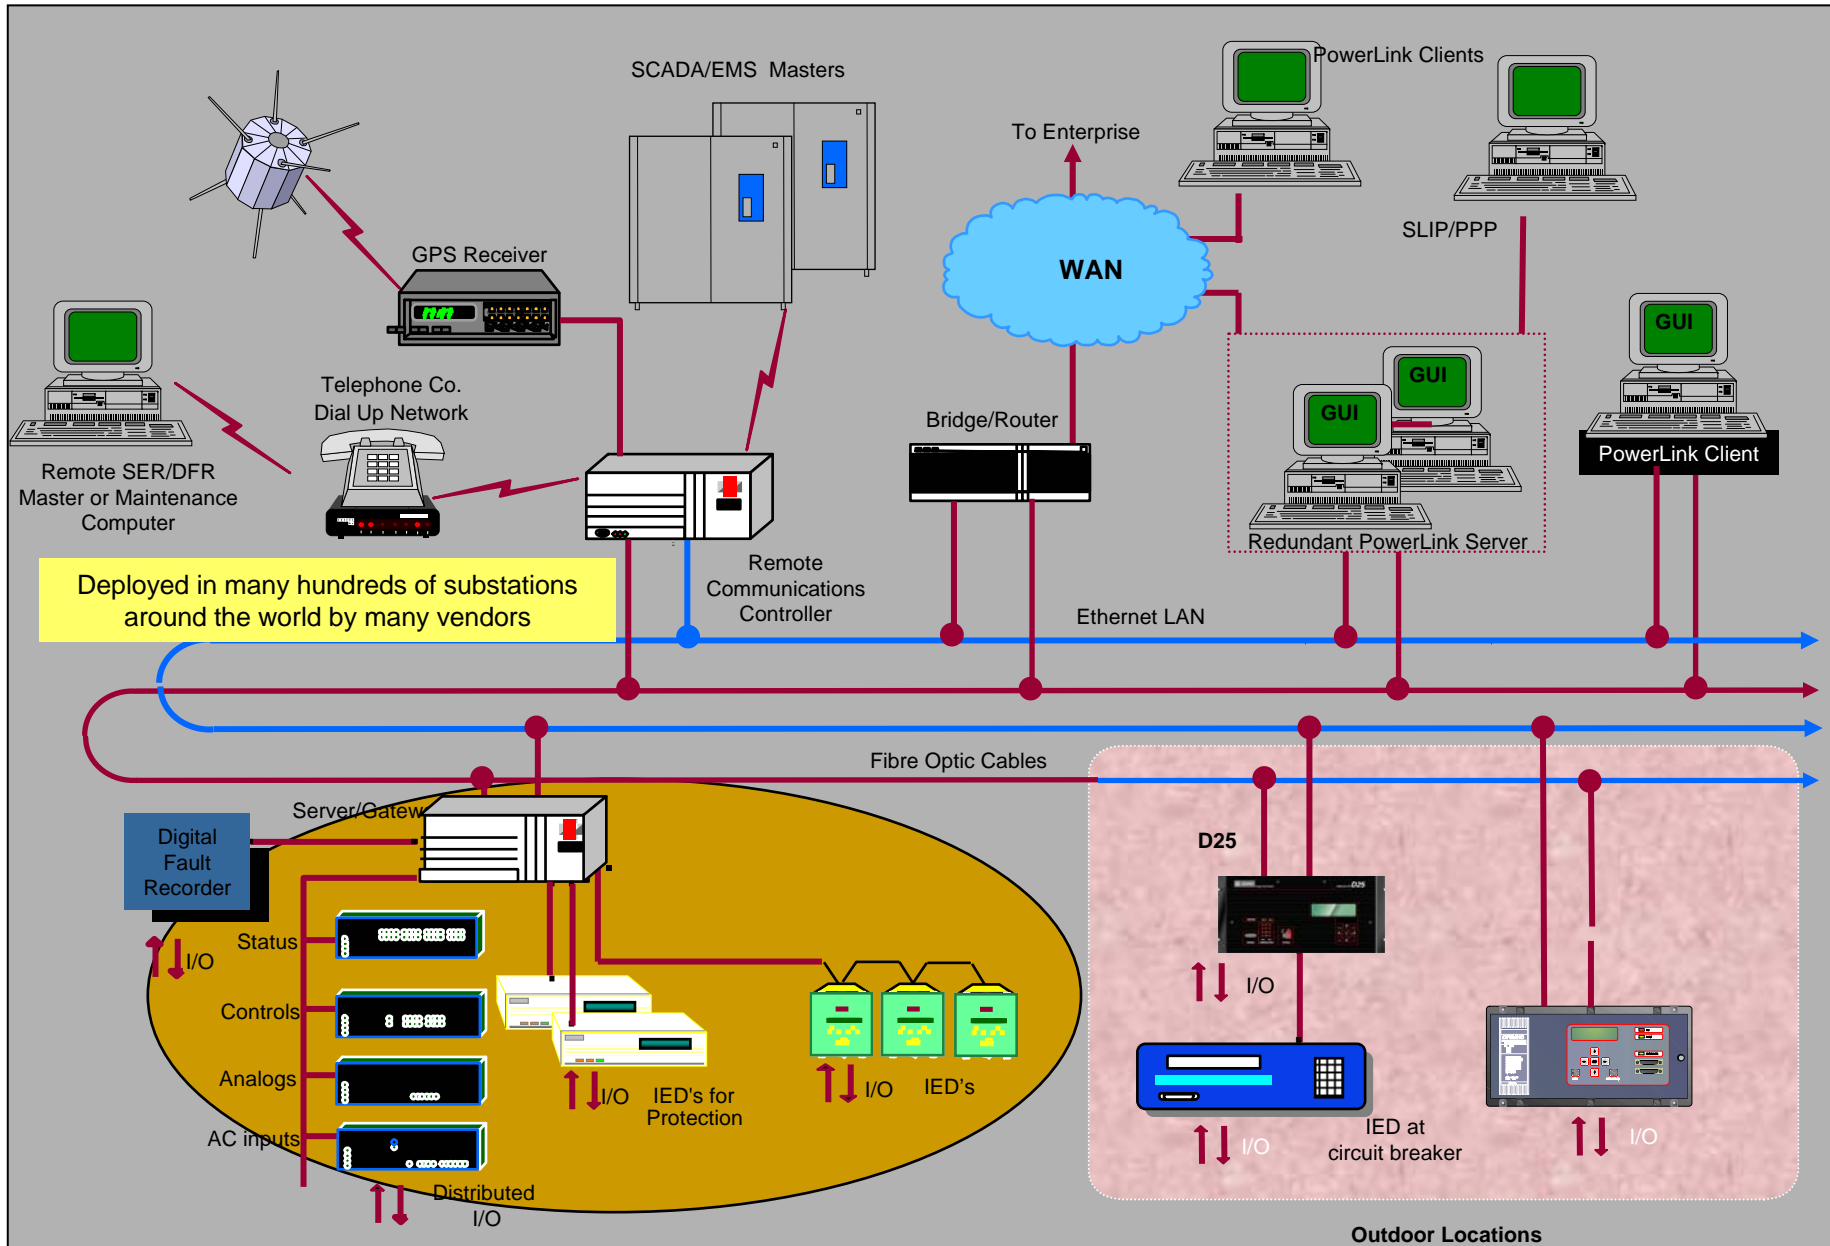 SCADA/EMS  Masters
PowerLink Clients
To Enterprise
SLIP/PPP
GPS Receiver
WAN
GUI
GUI
GUI
Telephone Co.
Dial Up Network
Bridge/Router
PowerLink Client
Remote SER/DFR
Master or Maintenance
Computer
Redundant PowerLink Server
Remote
Communications
Controller
Deployed in many hundreds of substations
around the world by many vendors
Ethernet LAN
Fibre Optic Cables
Server/Gatew
Digital
Fault
Recorder
D25
D25
Status
I/O
I/O
Controls
Analogs
I/O
IED's for
Protection
I/O
IED's
AC inputs
I/O
IED at
circuit breaker
I/O
Distributed
I/O
Outdoor Locations